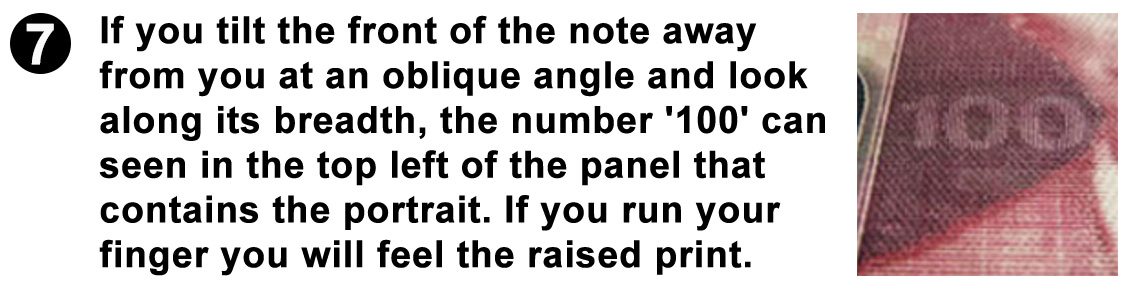 7
If you tilt the front of the note away
from you at an oblique angle and look
along its breadth, the number '100' can
seen in the top left of the panel that
contains the portrait. If you run your
finger you will feel the raised print.
100